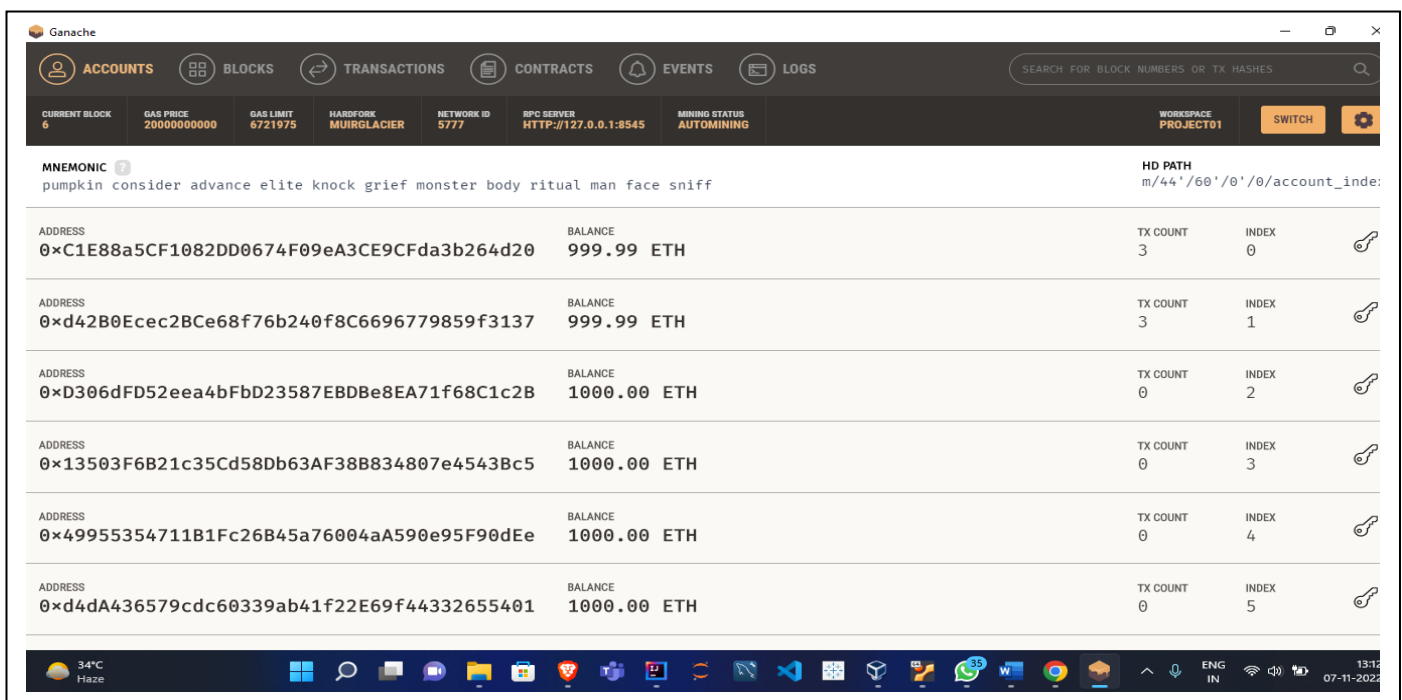 Ganache
ACCOUNTS BLOCKS TRANSACTIONS CONTRACTS EVENTS LOGS SEARCH FOR BLOCK NUMBERS OR TX HASHES
CURRENT BLOCK GAS PRICE GAS LIMIT HARDFORK NETWORK ID RPC SERVER MINING STATUS WORKSPACE
6 20000000000 6721975 MUIRGLACIER 5777 HTTP://127.0.0.1:8545 AUTOMINING PROJECT01 SWITCH
MNEMONIC ? HD PATH
pumpkin consider advance elite knock grief monster body ritual man face sniff m/44'/60'/0'/0/account_index
ADDRESS BALANCE TX COUNT INDEX
0×C1E88a5CF1082DD0674F09eA3CE9CFda3b264d20 999.99 ETH 3 0
ADDRESS BALANCE TX COUNT INDEX
0×d42B0Ecec2BCe68f76b240f8C6696779859f3137 999.99 ETH 3 1
ADDRESS BALANCE TX COUNT INDEX
0×D306dFD52eea4bFbD23587EBDBe8EA71f68C1c2B 1000.00 ETH 0 2
ADDRESS BALANCE TX COUNT INDEX
0×13503F6B21c35Cd58Db63AF38B834807e4543Bc5 1000.00 ETH 0 3
ADDRESS BALANCE TX COUNT INDEX
0×49955354711B1Fc26B45a76004aA590e95F90dEe 1000.00 ETH 0 4
ADDRESS BALANCE TX COUNT INDEX
0×d4dA436579cdc60339ab41f22E69f44332655401 1000.00 ETH 0 5
34°C 35 ENG 13:12
Haze IN 07-11-2022